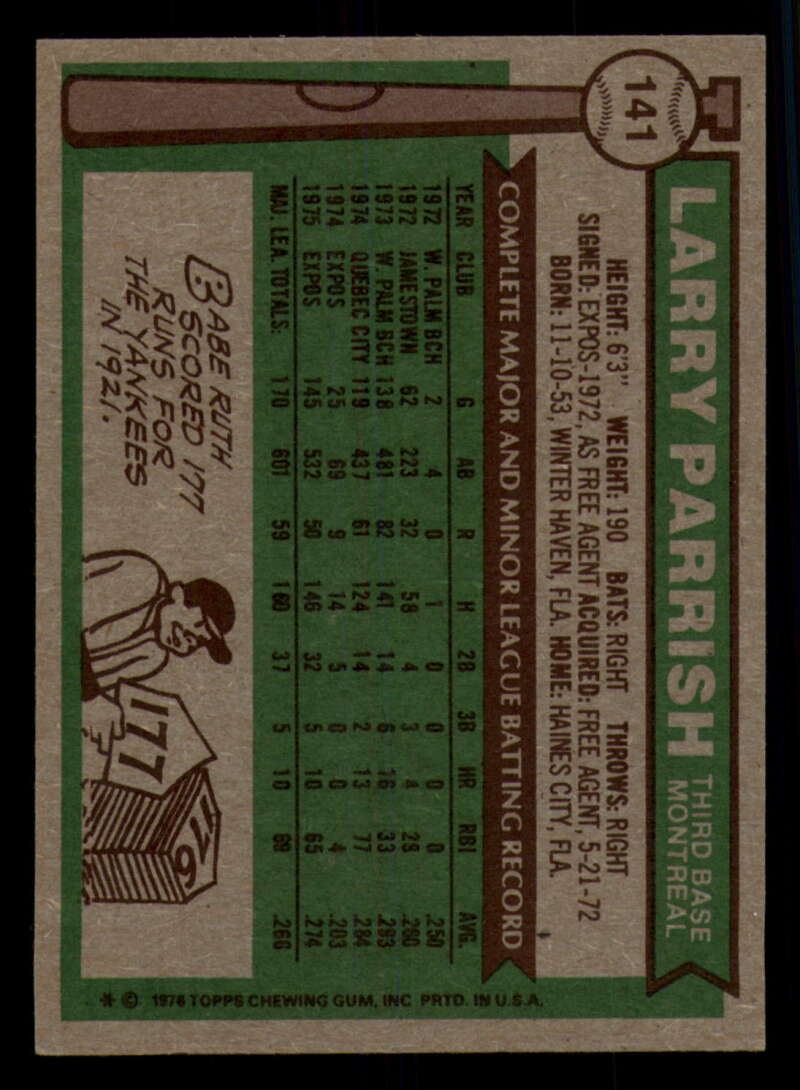 141
LARRY PARRISH
THIRD BASE
MONTREAL
HEIGHT: 6'3" WEIGHT: 190 BATS: RIGHT THROWS: RIGHT
SIGNED: EXPOS-1972, AS FREE AGENT ACQUIRED: FREE AGENT, 5-21-72
BORN: 11-10-53, WINTER HAVEN, FLA. HOME: HAINES CITY, FLA.
COMPLETE MAJOR AND MINOR LEAGUE BATTING RECORD
YEAR CLUB G AB R H 2B 3B HR RBI AVG.
1972 W. PALM BCH 2 4 0 1 0 0 0 0 .250
1972 JAMESTOWN 62 223 32 58 4 3 4 28 .260
1973 W. PALM BCH 138 481 82 141 14 6 16 33 .293
1974 QUEBEC CITY 119 437 61 124 14 2 13 77 .284
1974 EXPOS 25 69 9 14 5 0 0 4 .203
1975 EXPOS 145 532 50 146 32 5 10 65 .274
MAJ. LEA. TOTALS: 170 601 59 160 37 5 10 69 .266
BABE RUTH
SCORED 177
RUNS FOR
THE YANKEES
IN 1921.
177
176
* © 1976 TOPPS CHEWING GUM, INC. PRTD. IN U.S.A.